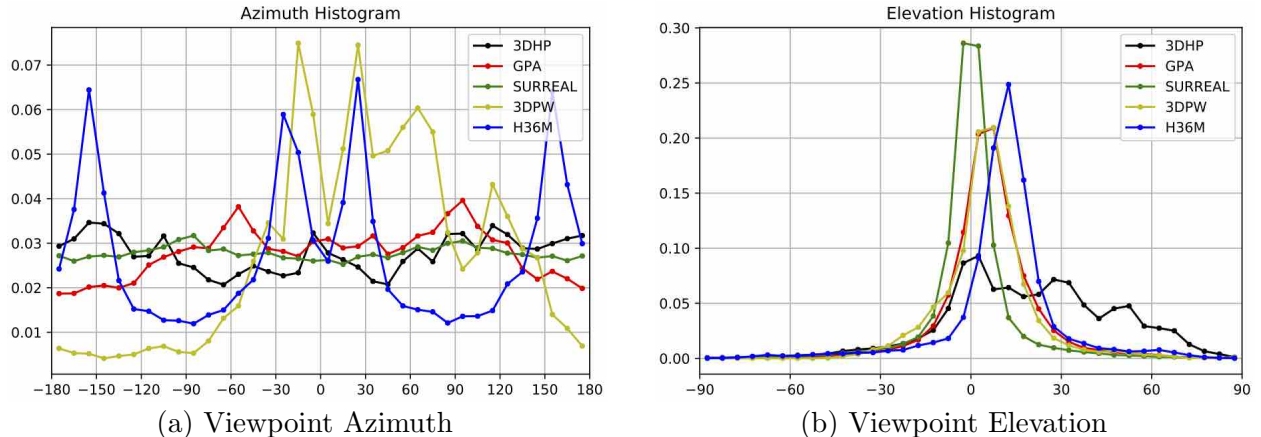 Azimuth Histogram
0.07
0.06
0.05
0.04
0.03
0.02
0.01
3DHP
GPA
SURREAL
3DPW
H36M
−180 −150 −120 −90 −60 −30 0 30 60 90 120 150 180
(a) Viewpoint Azimuth
Elevation Histogram
0.30
0.25
0.20
0.15
0.10
0.05
0.00
3DHP
GPA
SURREAL
3DPW
H36M
−90 −60 −30 0 30 60 90
(b) Viewpoint Elevation